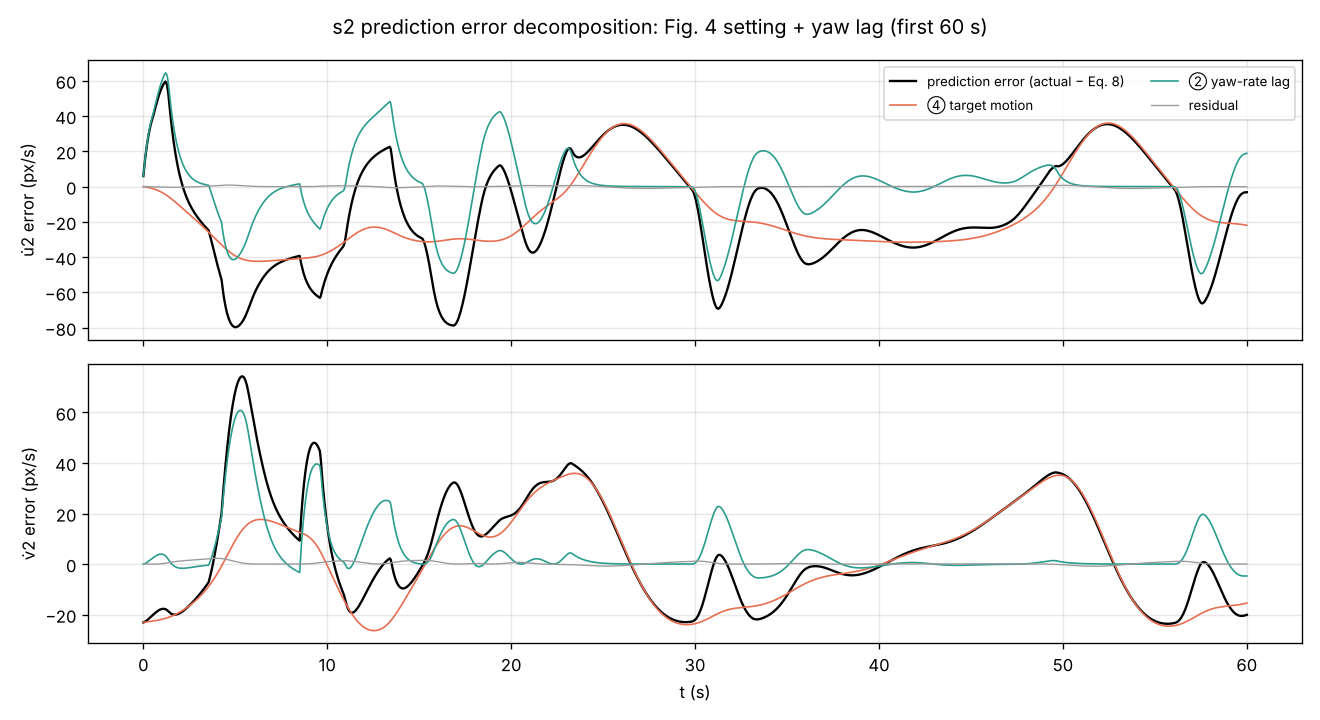 s2 prediction error decomposition: Fig. 4 setting + yaw lag (first 60 s)
prediction error (actual − Eq. 8)
④ target motion
② yaw-rate lag
residual
u̇2 error (px/s)
60
40
20
0
−20
−40
−60
−80
v̇2 error (px/s)
60
40
20
0
−20
0 10 20 30 40 50 60
t (s)